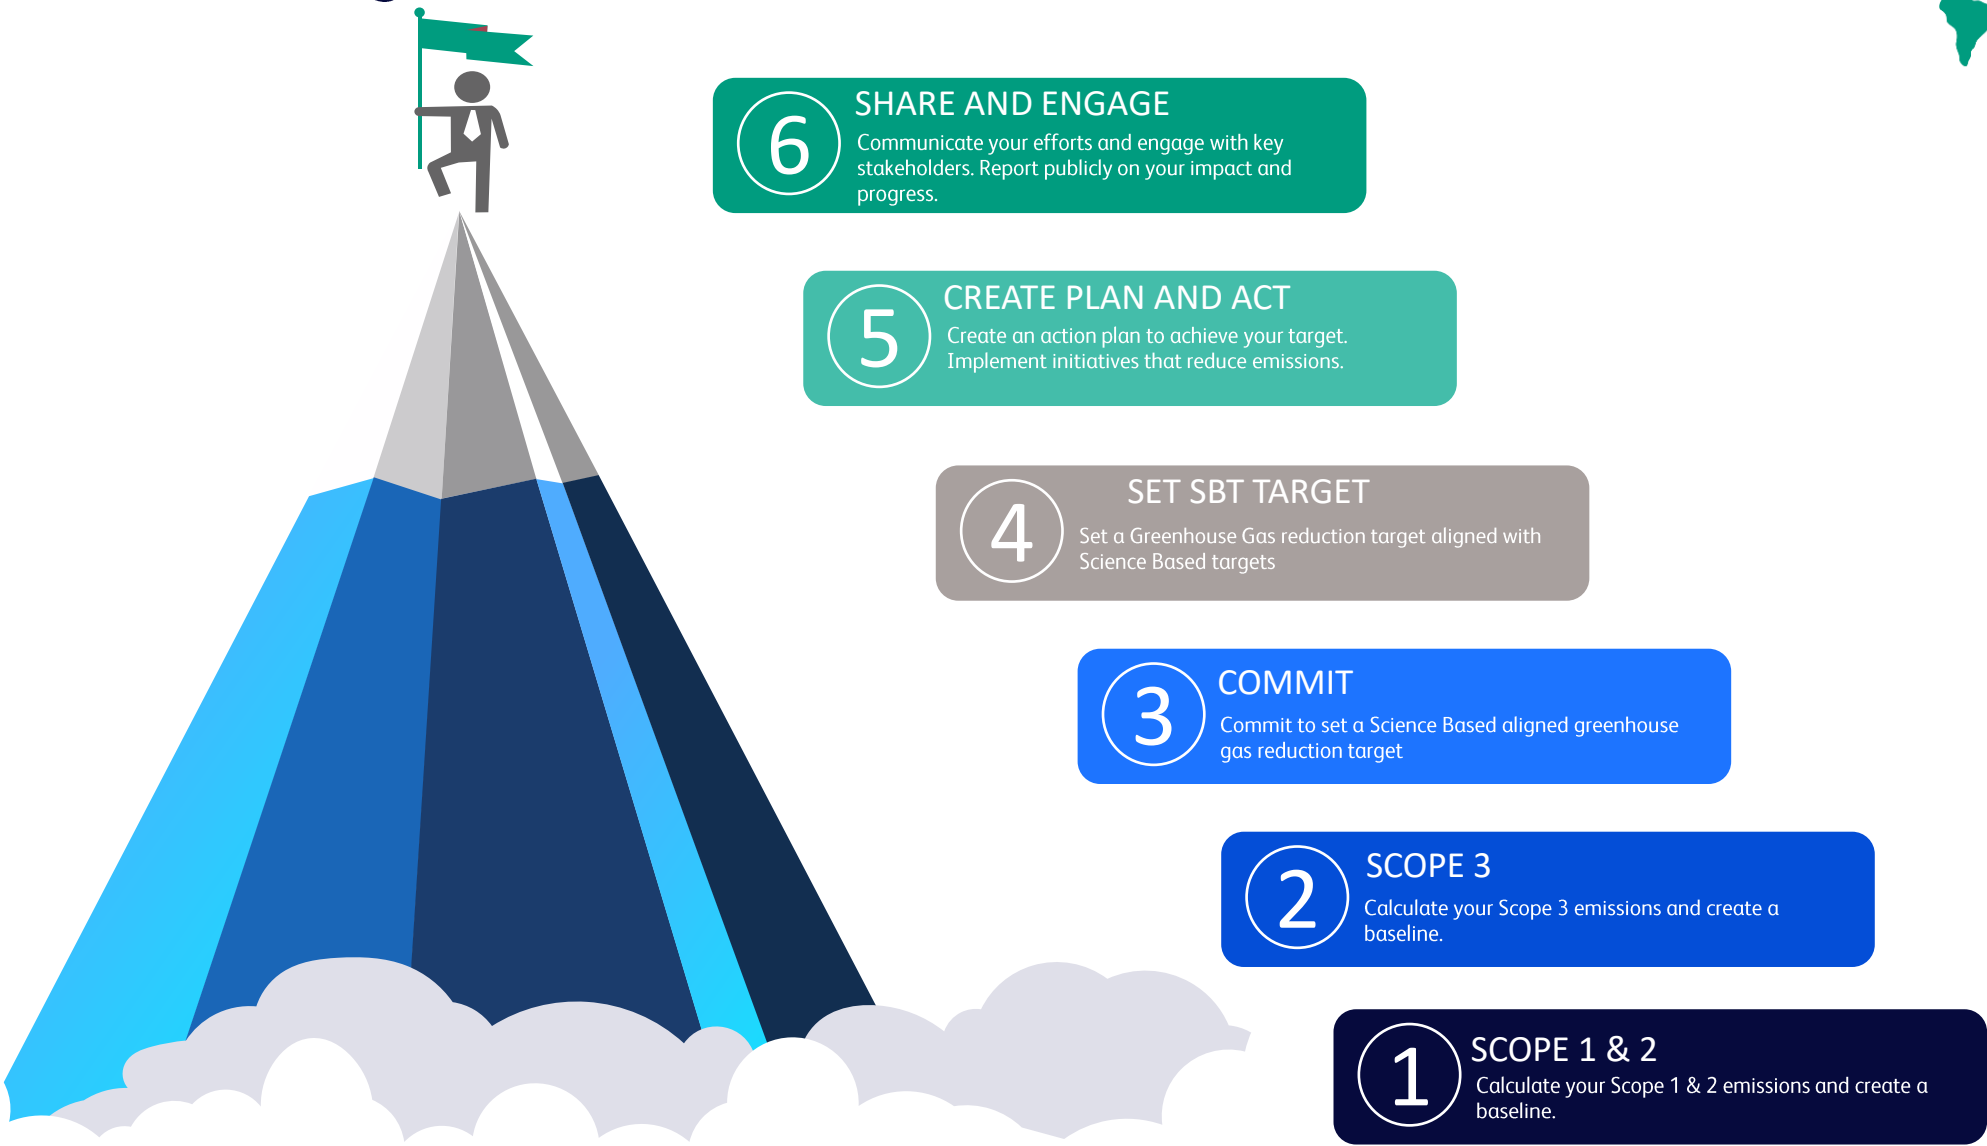 6
SHARE AND ENGAGE
Communicate your efforts and engage with key
stakeholders. Report publicly on your impact and
progress.
5
CREATE PLAN AND ACT
Create an action plan to achieve your target.
Implement initiatives that reduce emissions.
4
SET SBT TARGET
Set a Greenhouse Gas reduction target aligned with
Science Based targets
3
COMMIT
Commit to set a Science Based aligned greenhouse
gas reduction target
2
SCOPE 3
Calculate your Scope 3 emissions and create a
baseline.
1
SCOPE 1 & 2
Calculate your Scope 1 & 2 emissions and create a
baseline.